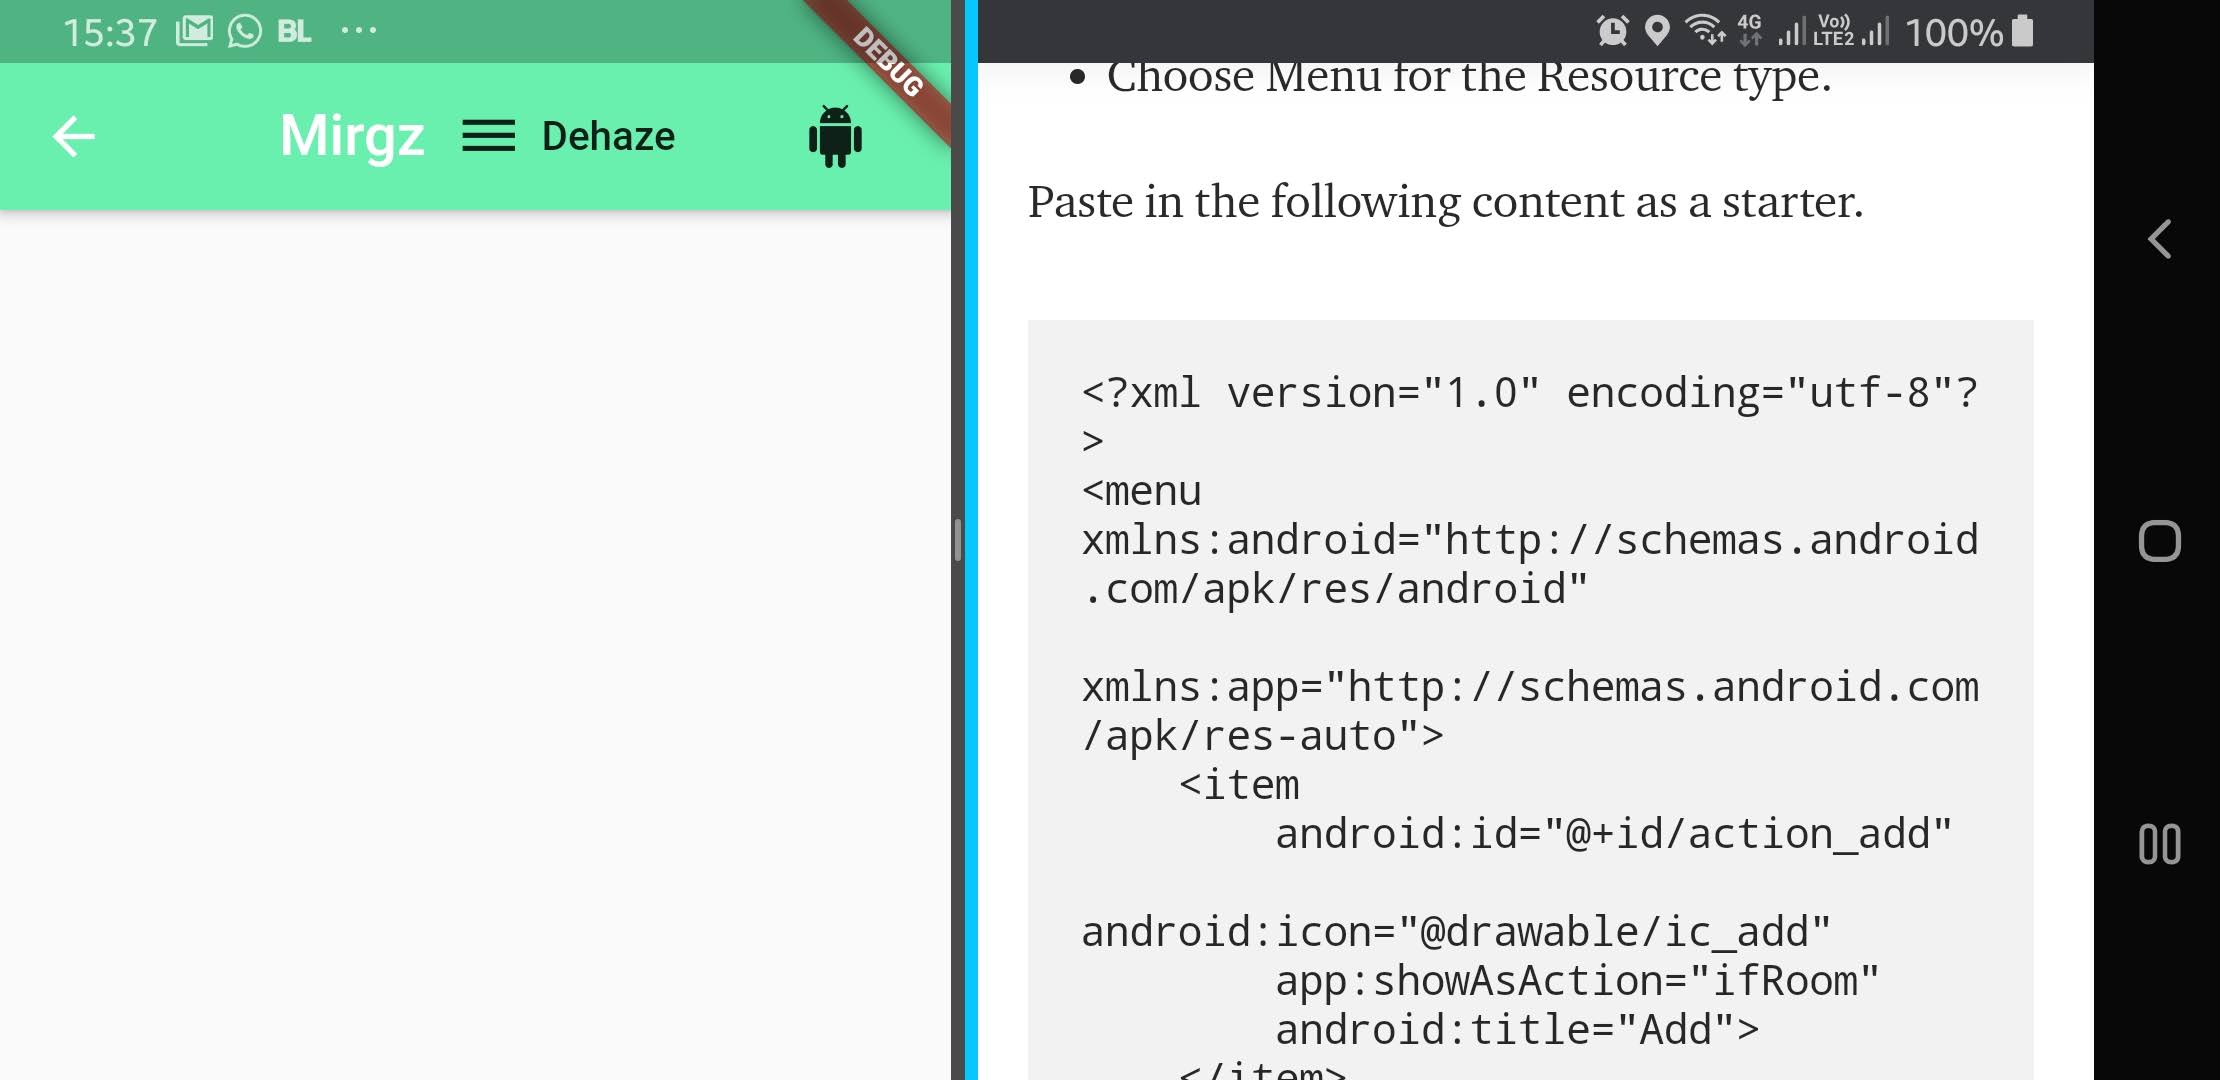 15:37 BL ...
DEBUG
Mirgz Dehaze
4G Vo)) LTE2 100%
• Choose Menu for the Resource type.
Paste in the following content as a starter.
<?xml version="1.0" encoding="utf-8"?
>
<menu
xmlns:android="http://schemas.android
.com/apk/res/android"
xmlns:app="http://schemas.android.com
/apk/res-auto">
<item
android:id="@+id/action_add"
android:icon="@drawable/ic_add"
app:showAsAction="ifRoom"
android:title="Add">
</item>